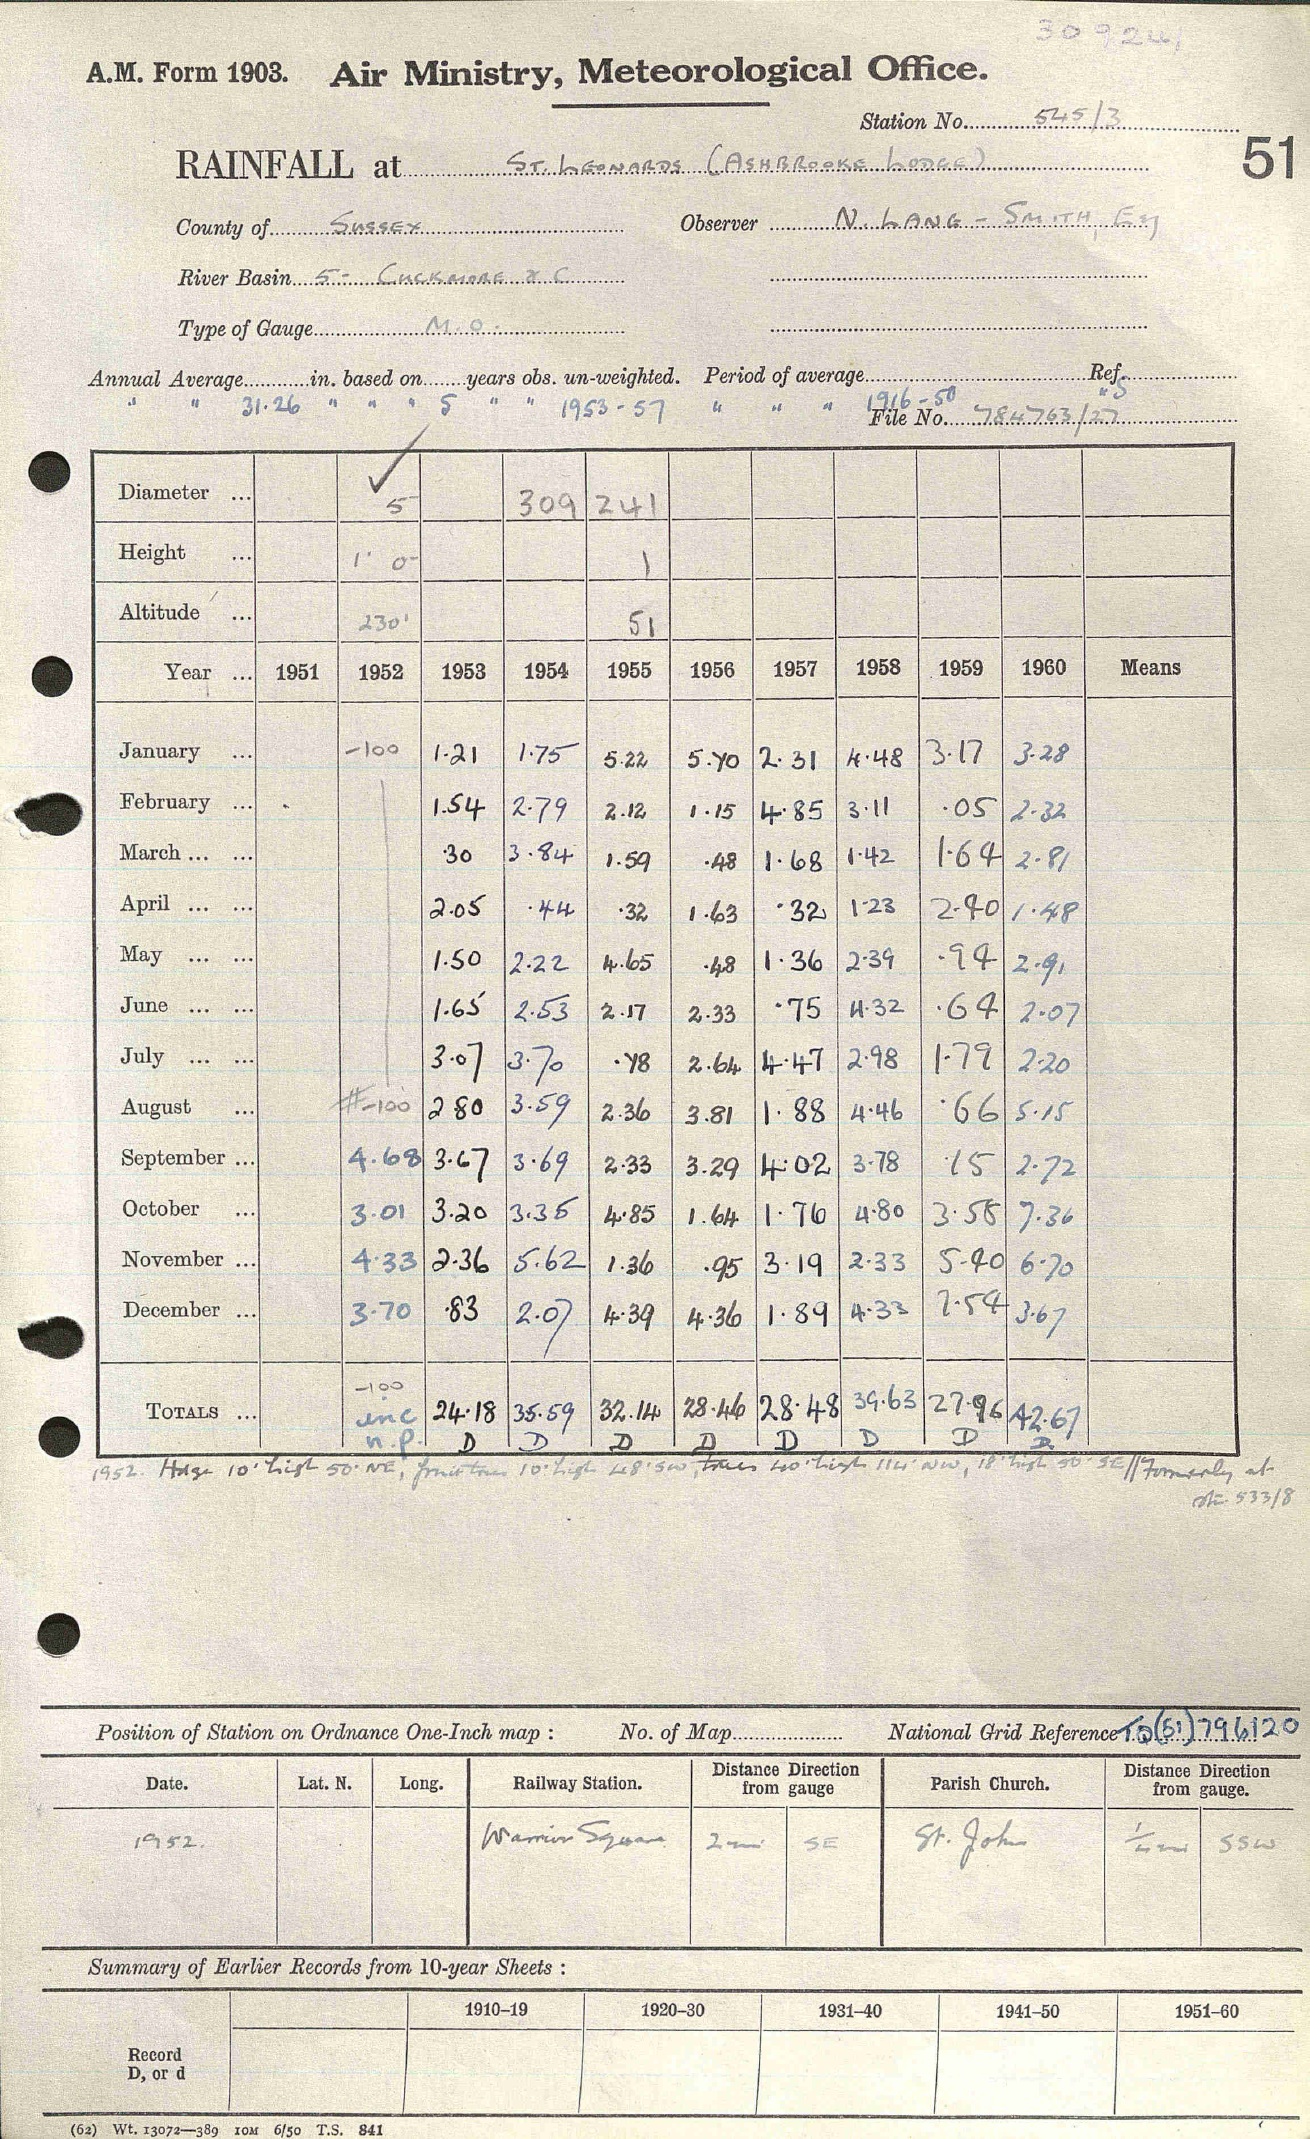 309241
A.M. Form 1903. Air Ministry, Meteorological Office.
Station No. 545/3
RAINFALL at St. Leonards (Ashbrooke Lodge)
51
County of Sussex Observer N. Lang-Smith, Esq
River Basin 5- Cuckmore &c
Type of Gauge M.O.
Annual Average in. based on years obs. un-weighted. Period of average Ref.
" " 31.26 " " " 5 " " 1953-57 " " " 1916-50 "S
File No. 784763/27
Diameter ... ✓ 5 309 241
Height ... 1' 0" 1
Altitude ... 230' 51
Year ... 1951 1952 1953 1954 1955 1956 1957 1958 1959 1960 Means
January ... -100 1.21 1.75 5.22 5.70 2.31 4.48 3.17 3.28
February ... 1.54 2.79 2.12 1.15 4.85 3.11 .05 2.32
March ... ... .30 3.84 1.59 .48 1.68 1.42 1.64 2.81
April ... ... 2.05 .44 .32 1.63 .32 1.23 2.40 1.48
May ... ... 1.50 2.22 4.65 .48 1.36 2.39 .94 2.91
June ... ... 1.65 2.53 2.17 2.33 .75 4.32 .64 2.07
July ... ... 3.07 3.70 .78 2.64 4.47 2.98 1.79 2.20
August ... -100 2.80 3.59 2.36 3.81 1.88 4.46 .66 5.15
September ... 4.68 3.67 3.69 2.33 3.29 4.02 3.78 .15 2.72
October ... 3.01 3.20 3.35 4.85 1.64 1.76 4.80 3.58 7.36
November ... 4.33 2.36 5.62 1.36 .95 3.19 2.33 5.40 6.70
December ... 3.70 .83 2.07 4.39 4.36 1.89 4.33 7.54 3.67
-100
TOTALS ... inc 24.18 35.59 32.14 28.46 28.48 39.63 27.96 42.67
n.p. D D D D D D D D
1952. Hedge 10' high 50' NE, fruit trees 10' high 48' SW, trees 40' high 114' NW, 18' high 50' SE // Formerly at
stn 533/8
Position of Station on Ordnance One-Inch map : No. of Map National Grid Reference TQ(51)796120
Date. Lat. N. Long. Railway Station. Distance Direction from gauge Parish Church. Distance Direction from gauge.
1952. Warrior Square 2 mi SE St. John 1/4 mi SSW
Summary of Earlier Records from 10-year Sheets :
1910–19 1920–30 1931–40 1941–50 1951–60
Record
D, or d
(62) Wt. 13072—389 10M 6/50 T.S. 841